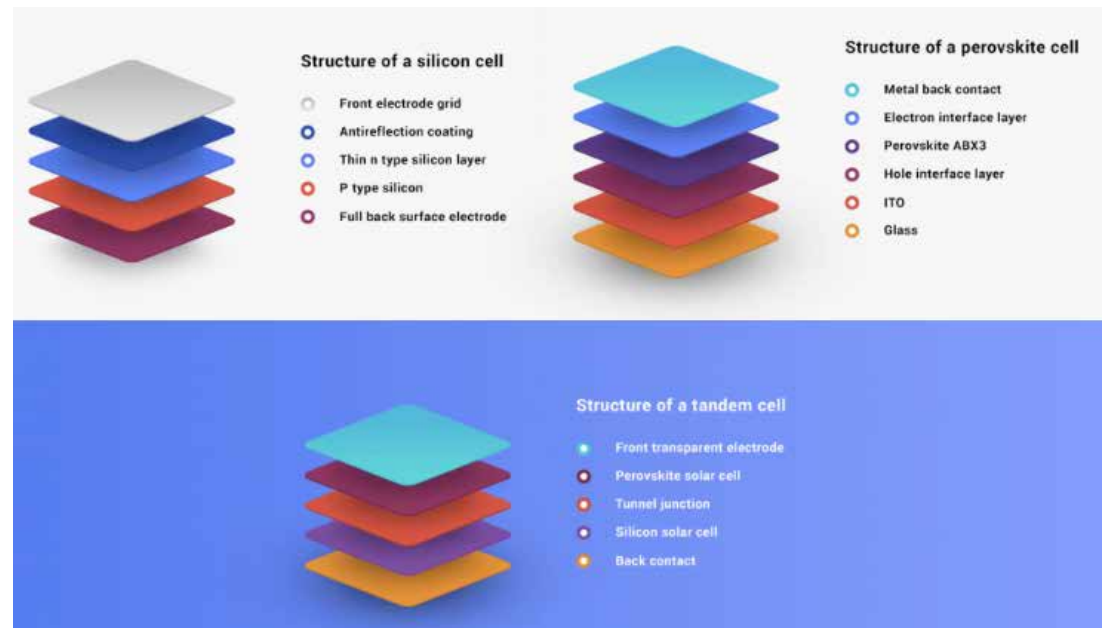 Structure of a silicon cell
Front electrode grid
Antireflection coating
Thin n type silicon layer
P type silicon
Full back surface electrode
Structure of a perovskite cell
Metal back contact
Electron interface layer
Perovskite ABX3
Hole interface layer
ITO
Glass
Structure of a tandem cell
Front transparent electrode
Perovskite solar cell
Tunnel junction
Silicon solar cell
Back contact